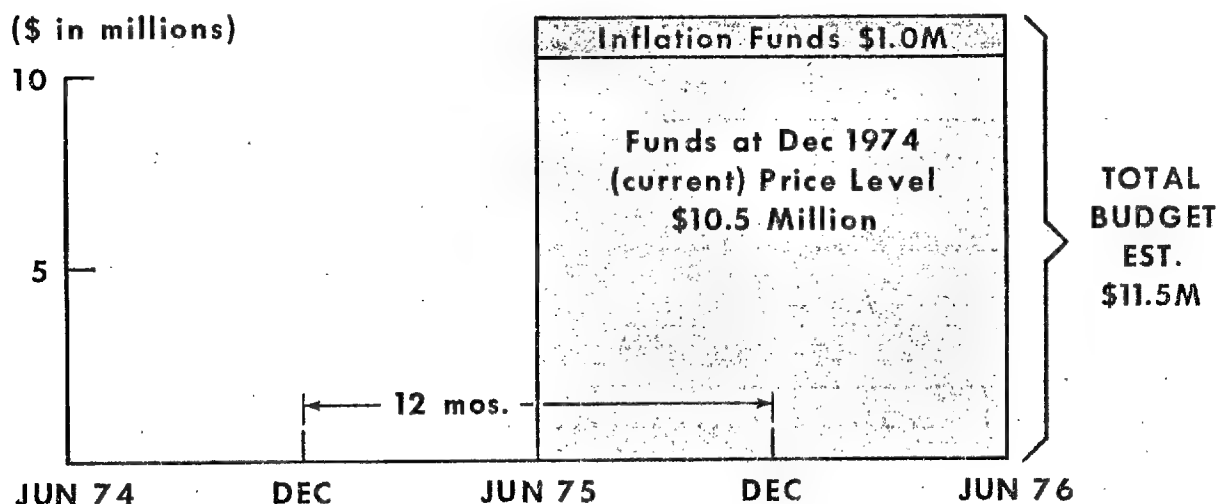 ($ in millions)
Inflation Funds $1.0M
10
Funds at Dec 1974
(current) Price Level
$10.5 Million
TOTAL
BUDGET
EST.
$11.5M
5
12 mos.
JUN 74 DEC JUN 75 DEC JUN 76